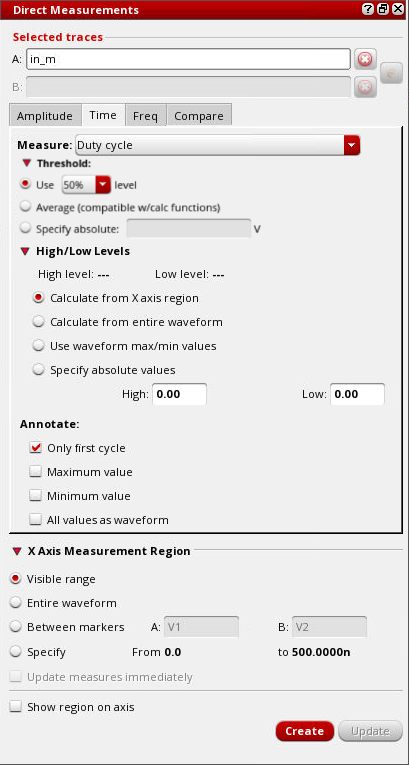 Direct Measurements
Selected traces
A: in_m
B:
Amplitude Time Freq Compare
Measure: Duty cycle
Threshold:
Use 50% level
Average (compatible w/calc functions)
Specify absolute: V
High/Low Levels
High level: --- Low level: ---
Calculate from X axis region
Calculate from entire waveform
Use waveform max/min values
Specify absolute values
High: 0.00 Low: 0.00
Annotate:
Only first cycle
Maximum value
Minimum value
All values as waveform
X Axis Measurement Region
Visible range
Entire waveform
Between markers A: V1 B: V2
Specify From 0.0 to 500.0000n
Update measures immediately
Show region on axis
Create Update